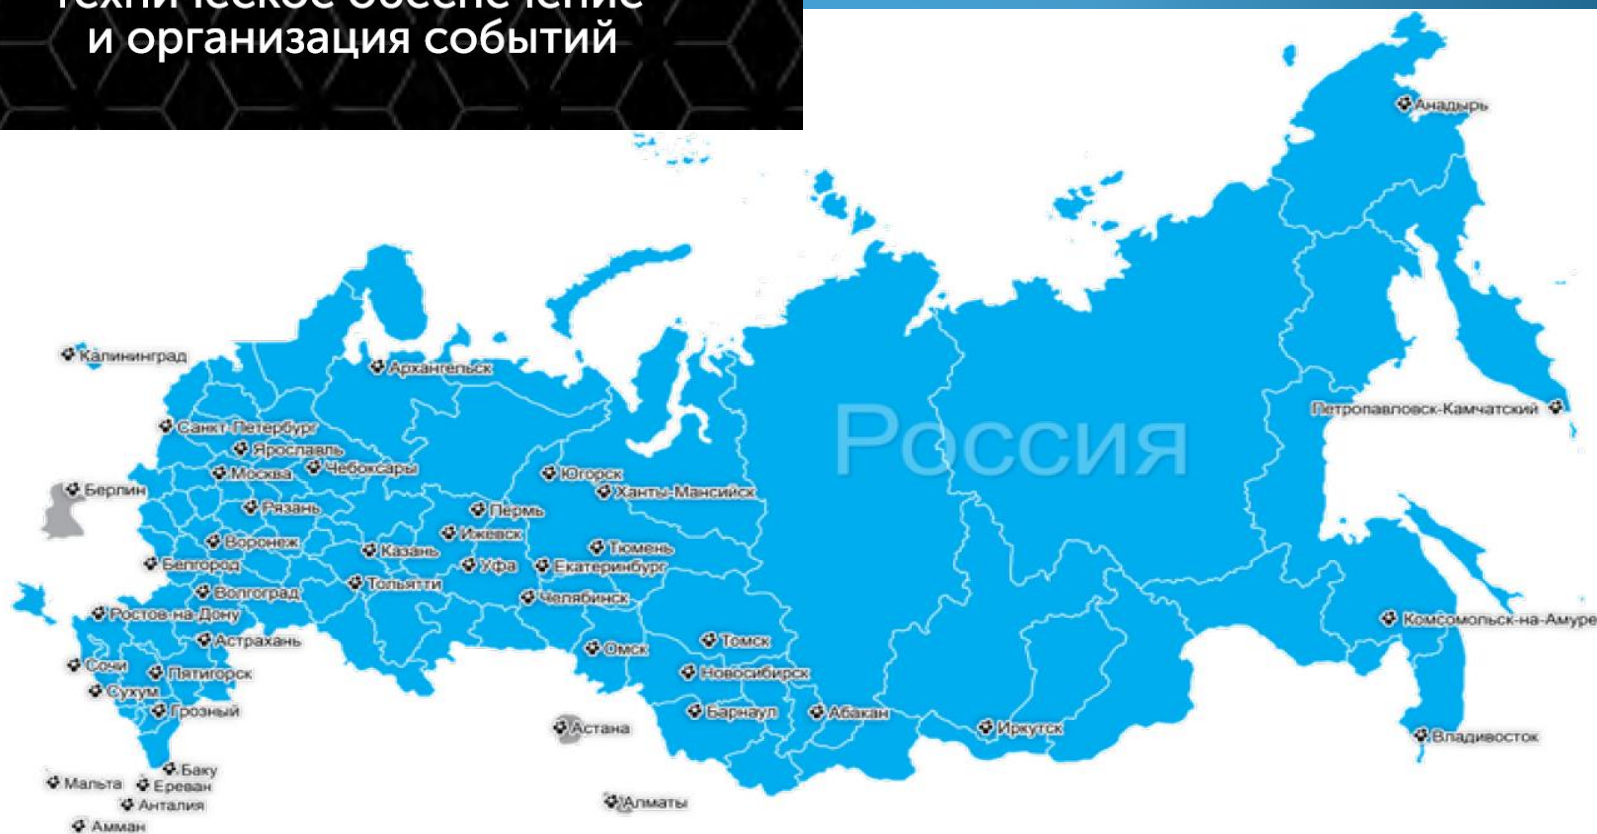 техническое обеспечение
и организация событий
Анадырь
Калининград
Архангельск
Россия
Петропавловск-Камчатский
Санкт-Петербург
Ярославль
Москва
Чебоксары
Югорск
Ханты-Мансийск
Берлин
Рязань
Пермь
Ижевск
Воронеж
Казань
Тюмень
Белгород
Уфа
Екатеринбург
Тольятти
Волгоград
Челябинск
Ростов-на-Дону
Комсомольск-на-Амуре
Астрахань
Омск
Томск
Сочи
Пятигорск
Новосибирск
Сухум
Грозный
Барнаул
Абакан
Астана
Иркутск
Владивосток
Баку
Мальта
Ереван
Анталия
Алматы
Амман